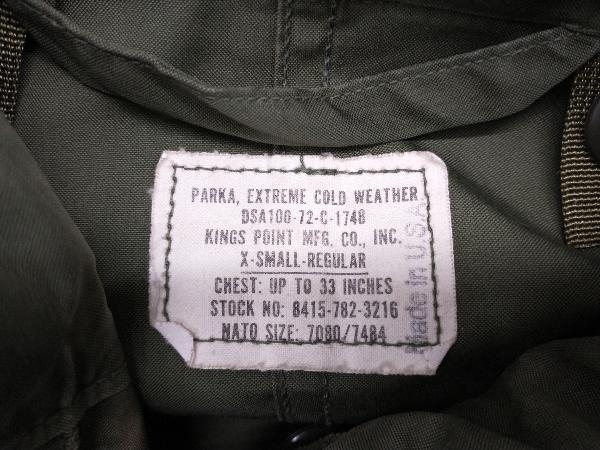 PARKA, EXTREME COLD WEATHER
DSA100-72-C-1748
KINGS POINT MFG. CO., INC.
X-SMALL-REGULAR
CHEST: UP TO 33 INCHES
STOCK NO: 8415-782-3216
NATO SIZE: 7080/7484
Made in U.S.A.